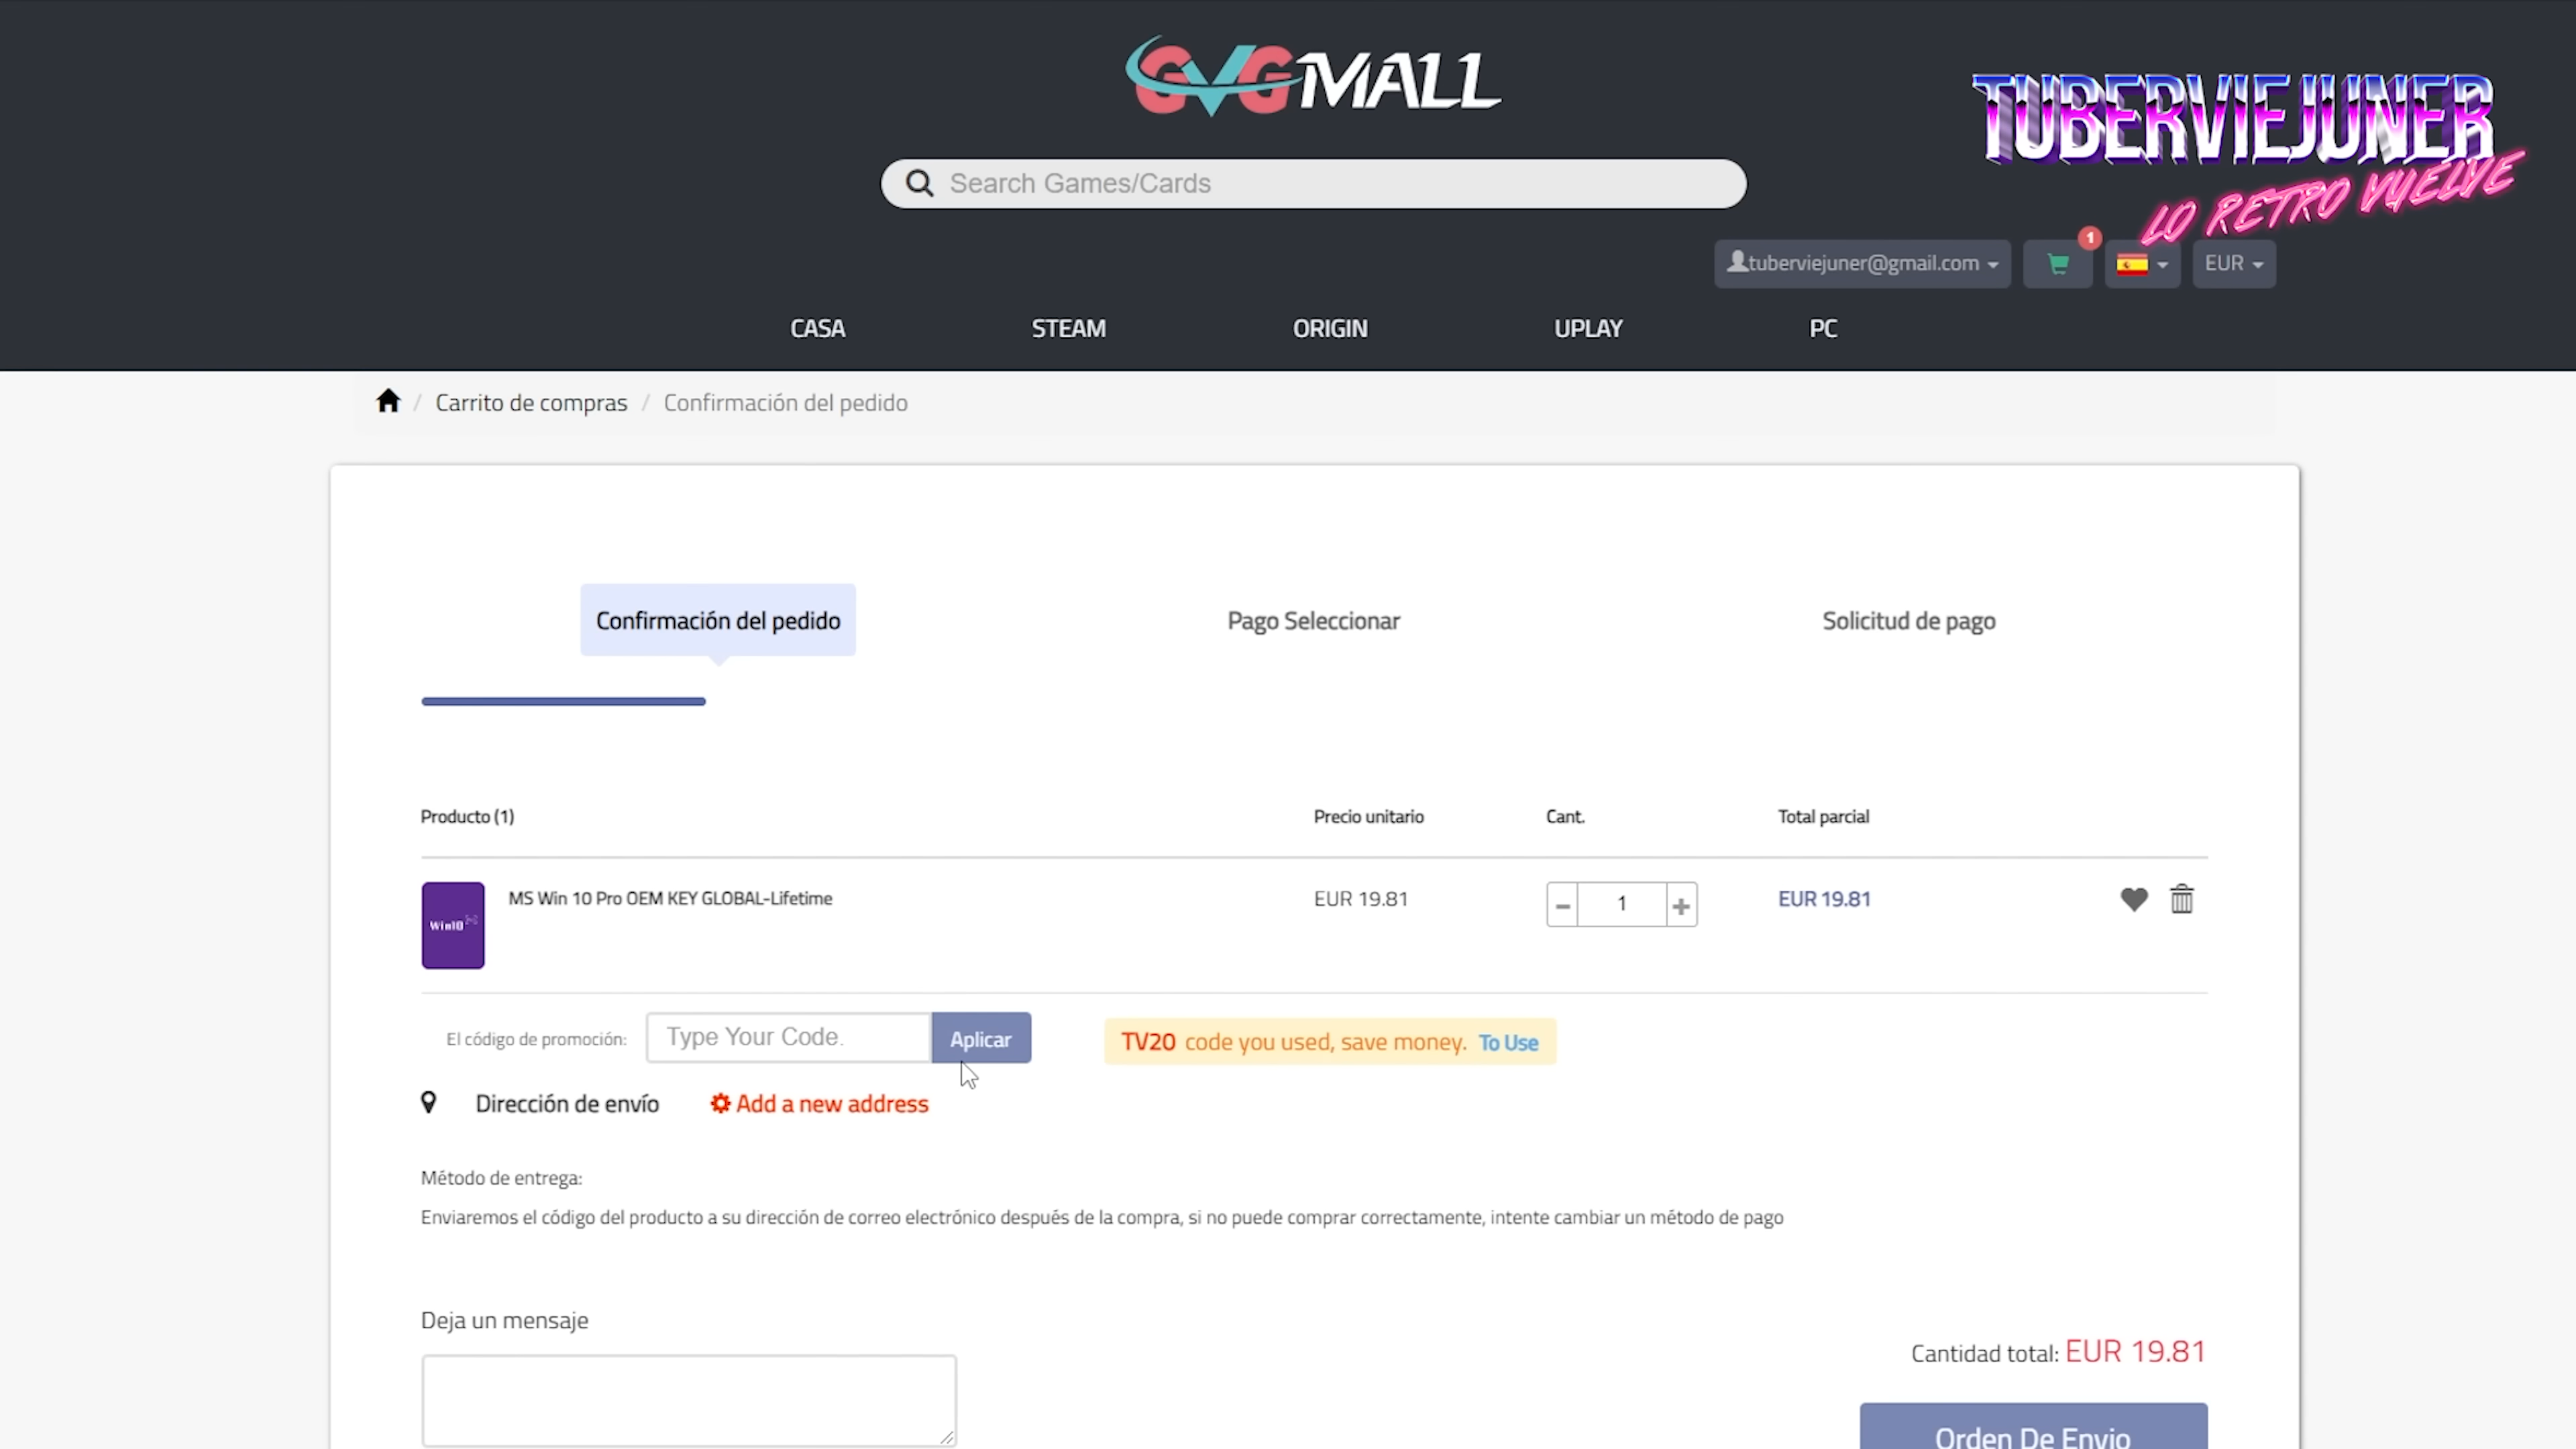 GVGMALL
TUBERVIEJUNER
LO RETRO VUELVE
Search Games/Cards
1
tuberviejuner@gmail.com
EUR
CASA STEAM ORIGIN UPLAY PC
/ Carrito de compras / Confirmación del pedido
Confirmación del pedido Pago Seleccionar Solicitud de pago
Producto (1) Precio unitario Cant. Total parcial
MS Win 10 Pro OEM KEY GLOBAL-Lifetime EUR 19.81 1 EUR 19.81
Win10
El código de promoción: Type Your Code. Aplicar TV20 code you used, save money. To Use
Dirección de envío Add a new address
Método de entrega:
Enviaremos el código del producto a su dirección de correo electrónico después de la compra, si no puede comprar correctamente, intente cambiar un método de pago
Deja un mensaje
Cantidad total: EUR 19.81
Orden De Envio